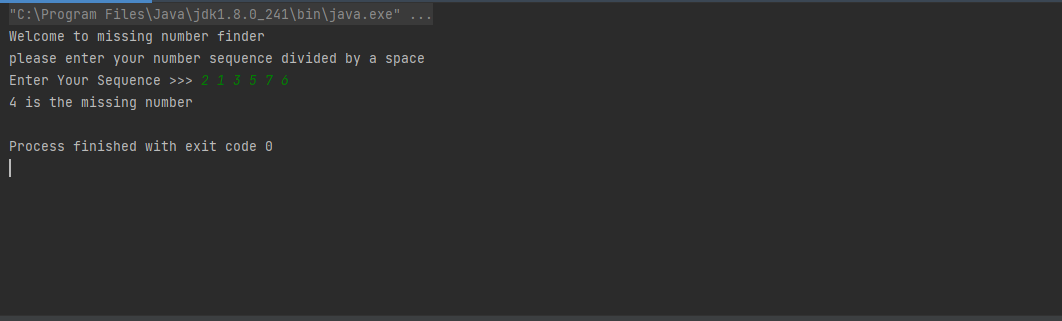 "C:\Program Files\Java\jdk1.8.0_241\bin\java.exe" ...
Welcome to missing number finder
please enter your number sequence divided by a space
Enter Your Sequence >>> 2 1 3 5 7 6
4 is the missing number
Process finished with exit code 0